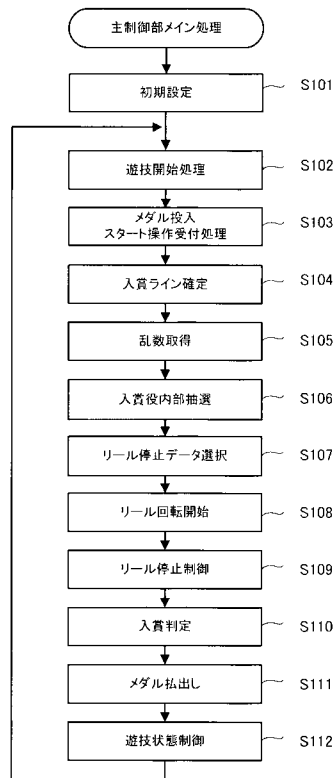 主制御部メイン処理
初期設定
S101
遊技開始処理
S102
メダル投入
スタート操作受付処理
S103
入賞ライン確定
S104
乱数取得
S105
入賞役内部抽選
S106
リール停止データ選択
S107
リール回転開始
S108
リール停止制御
S109
入賞判定
S110
メダル払出し
S111
遊技状態制御
S112